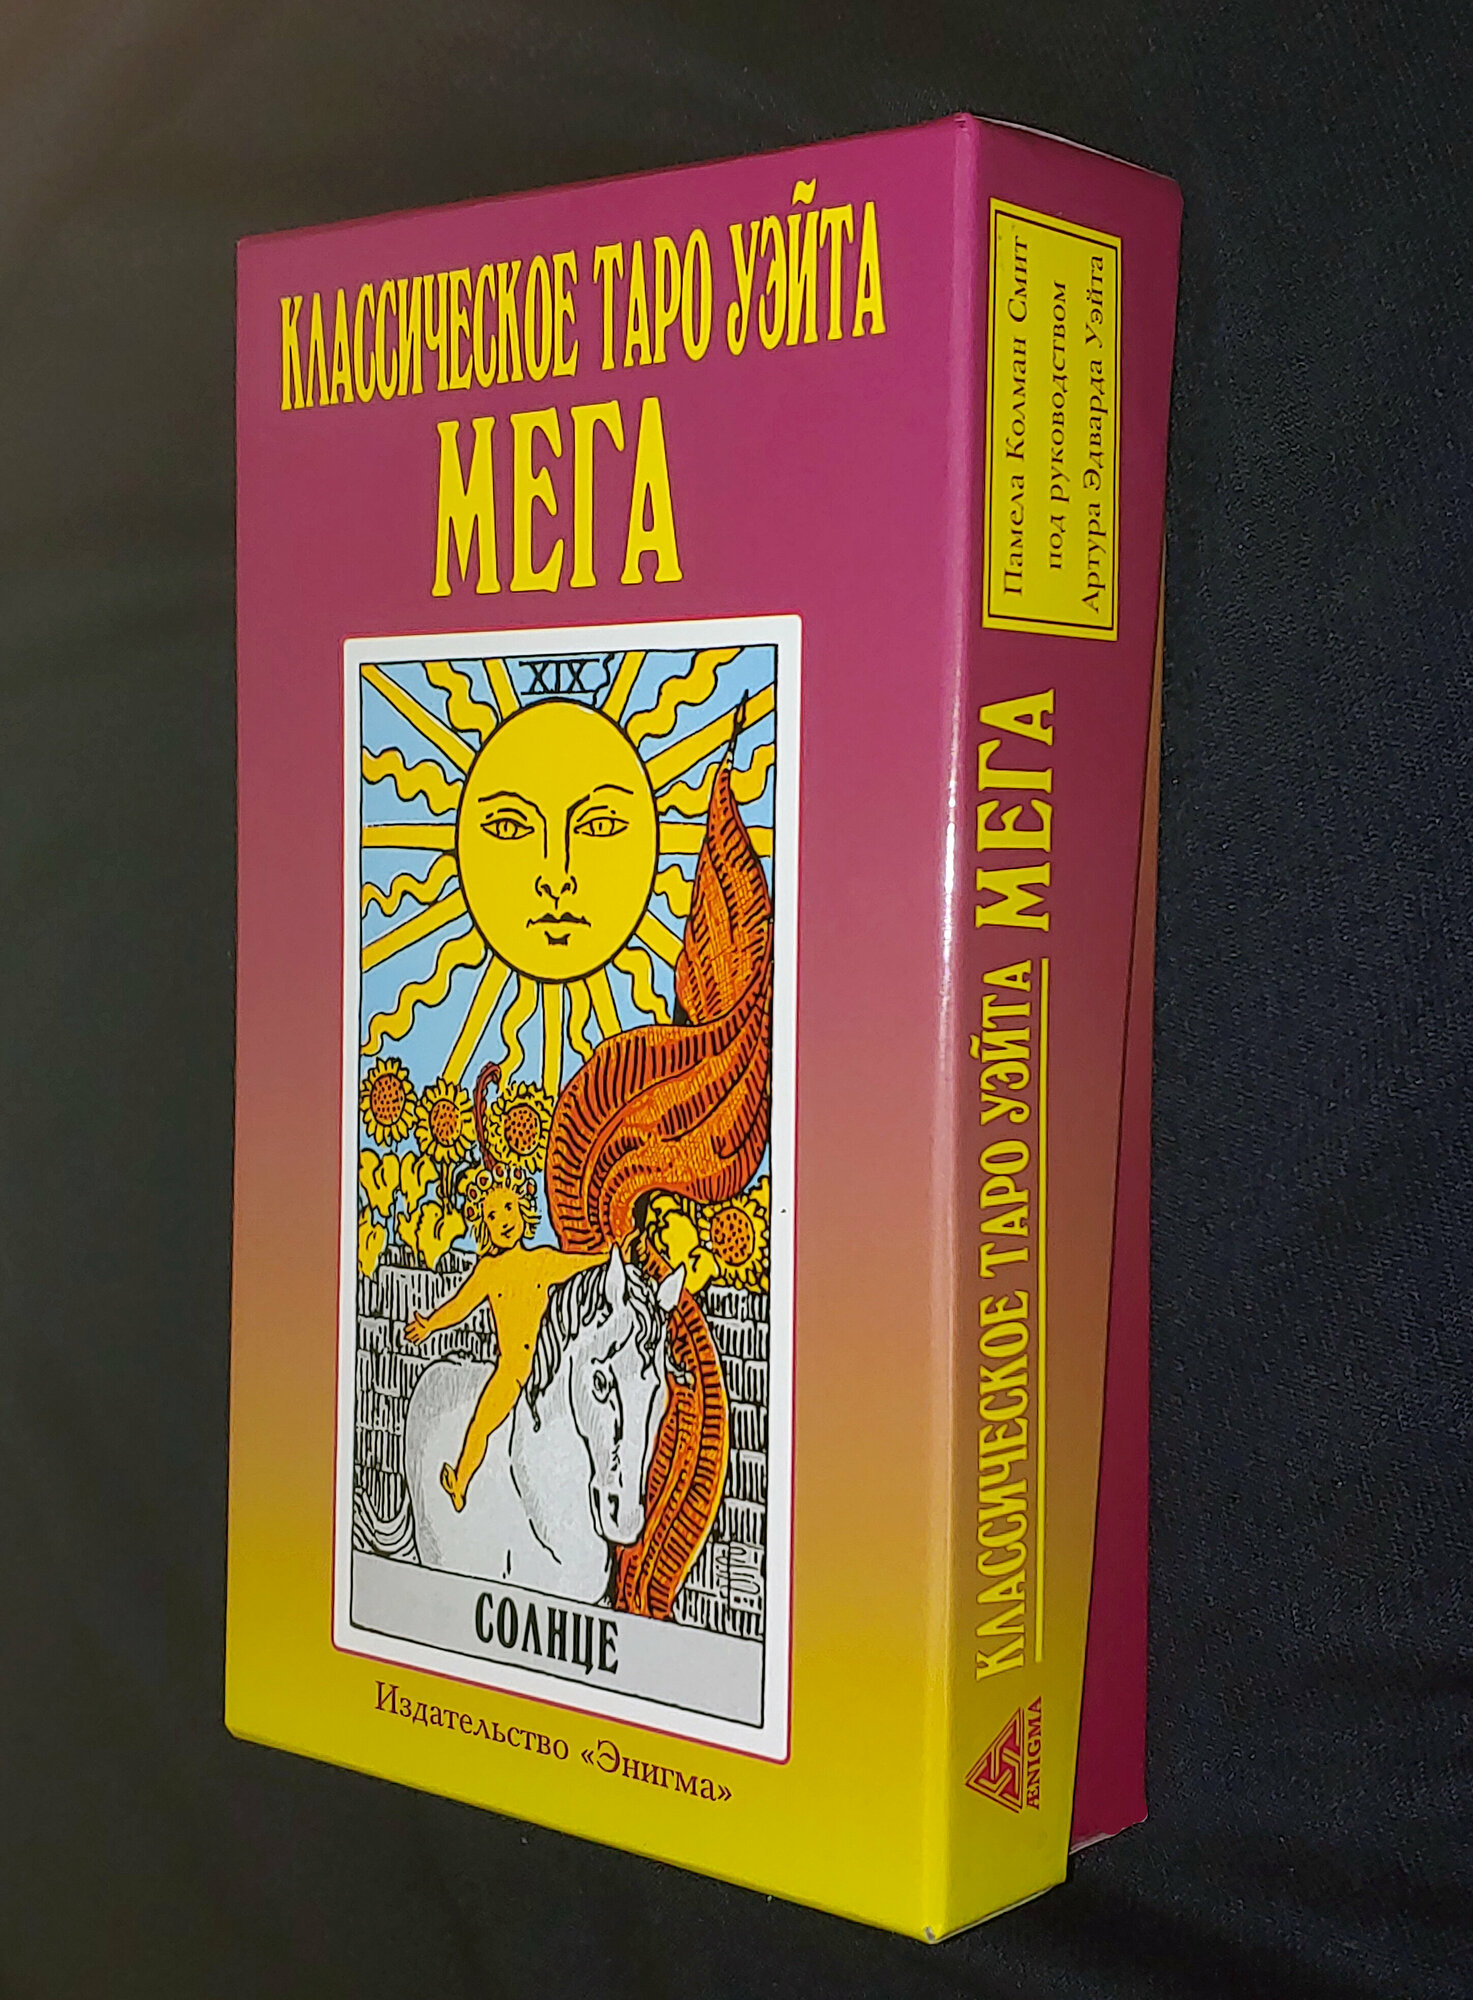 КЛАССИЧЕСКОЕ ТАРО УЭЙТА
МЕГА
XIX
СОЛНЦЕ
Издательство «Энигма»
Памела Колман Смит
под руководством
Артура Эдварда Уэйта
КЛАССИЧЕСКОЕ ТАРО УЭЙТА МЕГА
ÆNIGMA